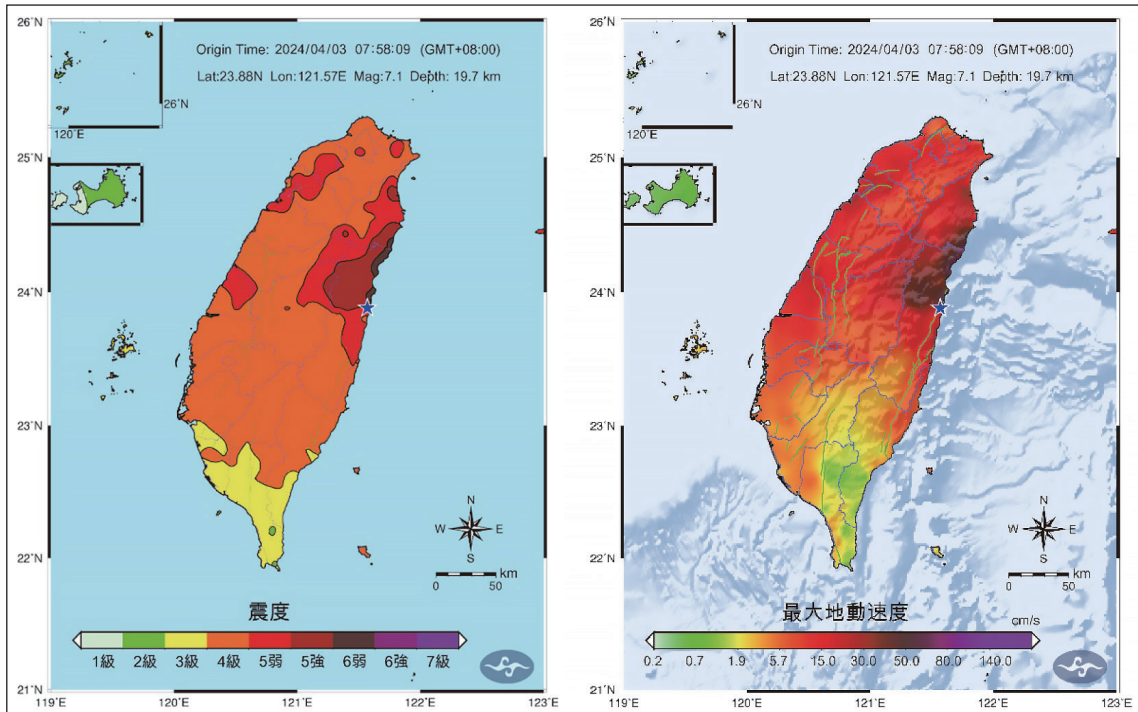 Origin Time: 2024/04/03 07:58:09 (GMT+08:00)
Lat:23.88N Lon:121.57E Mag:7.1 Depth: 19.7 km
26˚N
25˚N
24˚N
23˚N
22˚N
21˚N
26˚N
120˚E
N
W E
S
km
0 50
震度
1級 2級 3級 4級 5弱 5強 6弱 6強 7級
119˚E 120˚E 121˚E 122˚E 123˚E
Origin Time: 2024/04/03 07:58:09 (GMT+08:00)
Lat:23.88N Lon:121.57E Mag:7.1 Depth: 19.7 km
26˚N
25˚N
24˚N
23˚N
22˚N
21˚N
26˚N
120˚E
N
W E
S
km
0 50
最大地動速度
cm/s
0.2 0.7 1.9 5.7 15.0 30.0 50.0 80.0 140.0
119˚E 120˚E 121˚E 122˚E 123˚E